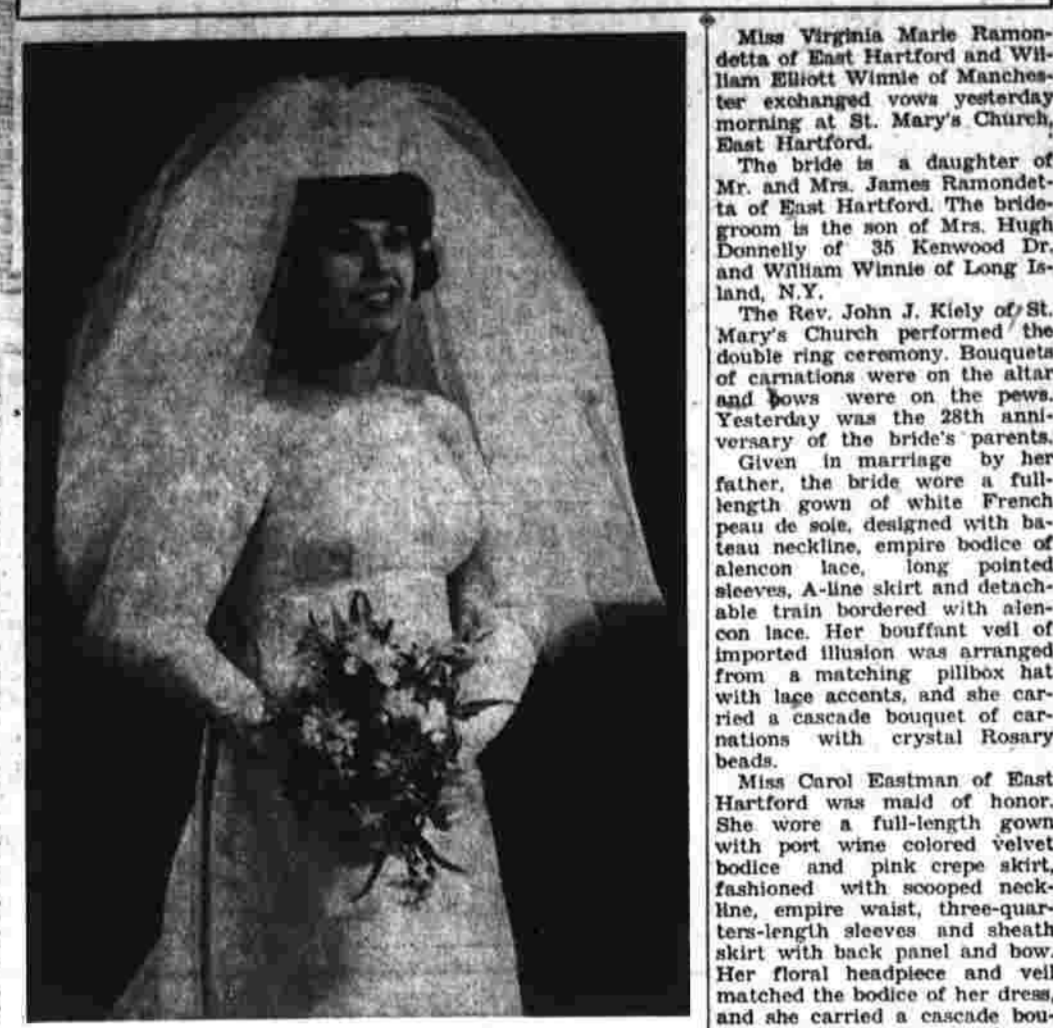 Miss Virginia Marie Ramon-
detta of East Hartford and Wil-
liam Elliott Winnie of Manches-
ter exchanged vows yesterday
morning at St. Mary's Church,
East Hartford.
The bride is a daughter of
Mr. and Mrs. James Ramondet-
ta of East Hartford. The bride-
groom is the son of Mrs. Hugh
Donnelly of 35 Kenwood Dr.
and William Winnie of Long Is-
land, N.Y.
The Rev. John J. Kiely of St.
Mary's Church performed the
double ring ceremony. Bouquets
of carnations were on the altar
and bows were on the pews.
Yesterday was the 28th anni-
versary of the bride's parents.
Given in marriage by her
father, the bride wore a full-
length gown of white French
peau de soie, designed with ba-
teau neckline, empire bodice of
alencon lace, long pointed
sleeves, A-line skirt and detach-
able train bordered with alen-
con lace. Her bouffant veil of
imported illusion was arranged
from a matching pillbox hat
with lace accents, and she car-
ried a cascade bouquet of car-
nations with crystal Rosary
beads.
Miss Carol Eastman of East
Hartford was maid of honor.
She wore a full-length gown
with port wine colored velvet
bodice and pink crepe skirt,
fashioned with scooped neck-
line, empire waist, three-quar-
ters-length sleeves and sheath
skirt with back panel and bow.
Her floral headpiece and veil
matched the bodice of her dress,
and she carried a cascade bou-